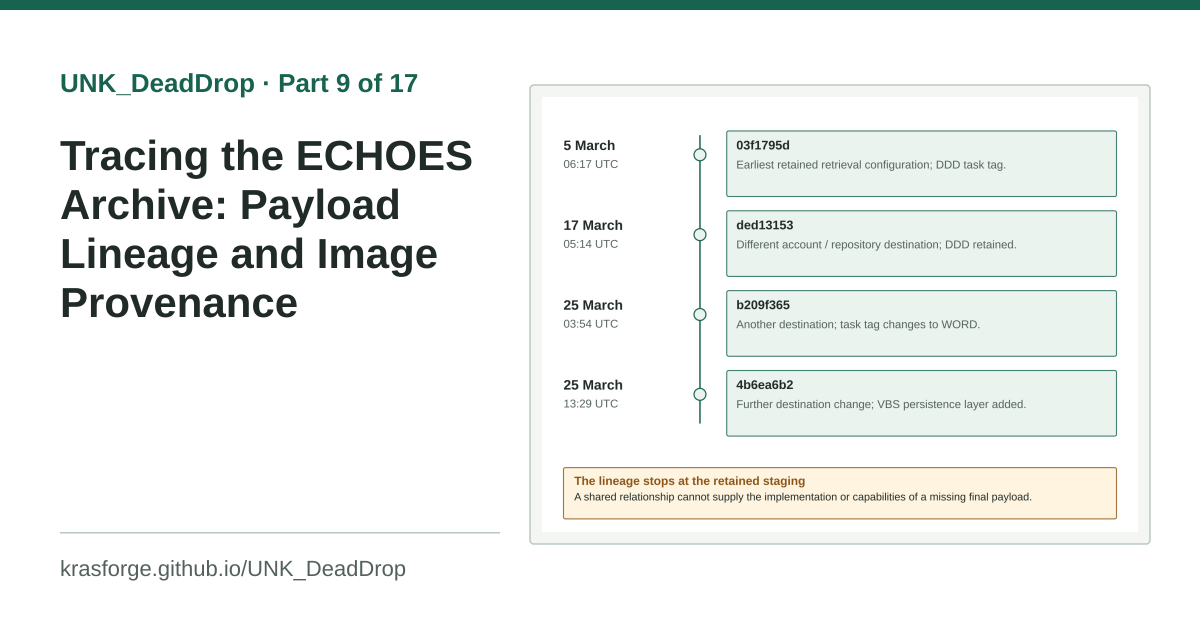 UNK_DeadDrop · Part 9 of 17
Tracing the ECHOES
Archive: Payload
Lineage and Image
Provenance
krasforge.github.io/UNK_DeadDrop
5 March
06:17 UTC
03f1795d
Earliest retained retrieval configuration; DDD task tag.
17 March
05:14 UTC
ded13153
Different account / repository destination; DDD retained.
25 March
03:54 UTC
b209f365
Another destination; task tag changes to WORD.
25 March
13:29 UTC
4b6ea6b2
Further destination change; VBS persistence layer added.
The lineage stops at the retained staging
A shared relationship cannot supply the implementation or capabilities of a missing final payload.